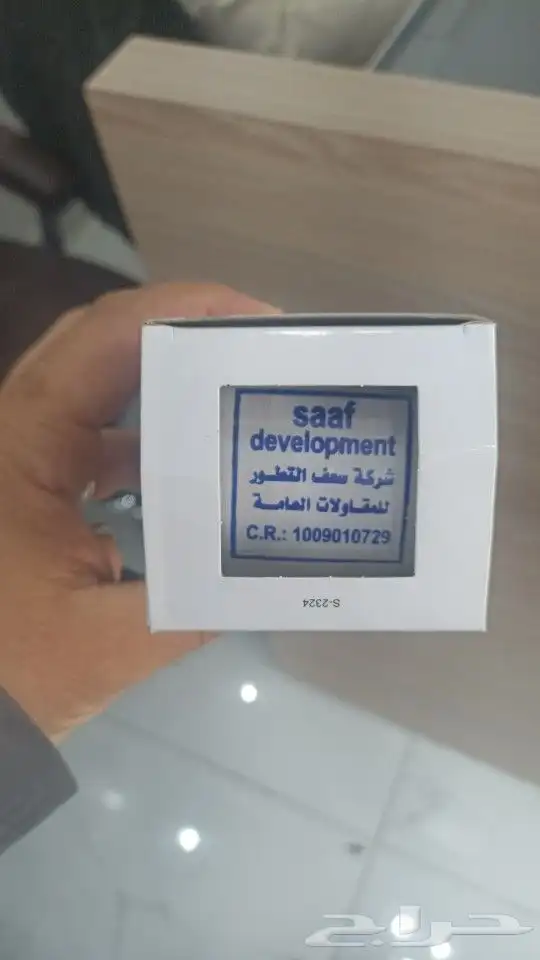 saaf
development
شركة سعف التطور
للمقاولات العامة
C.R.: 1009010729
S-2324
حراج